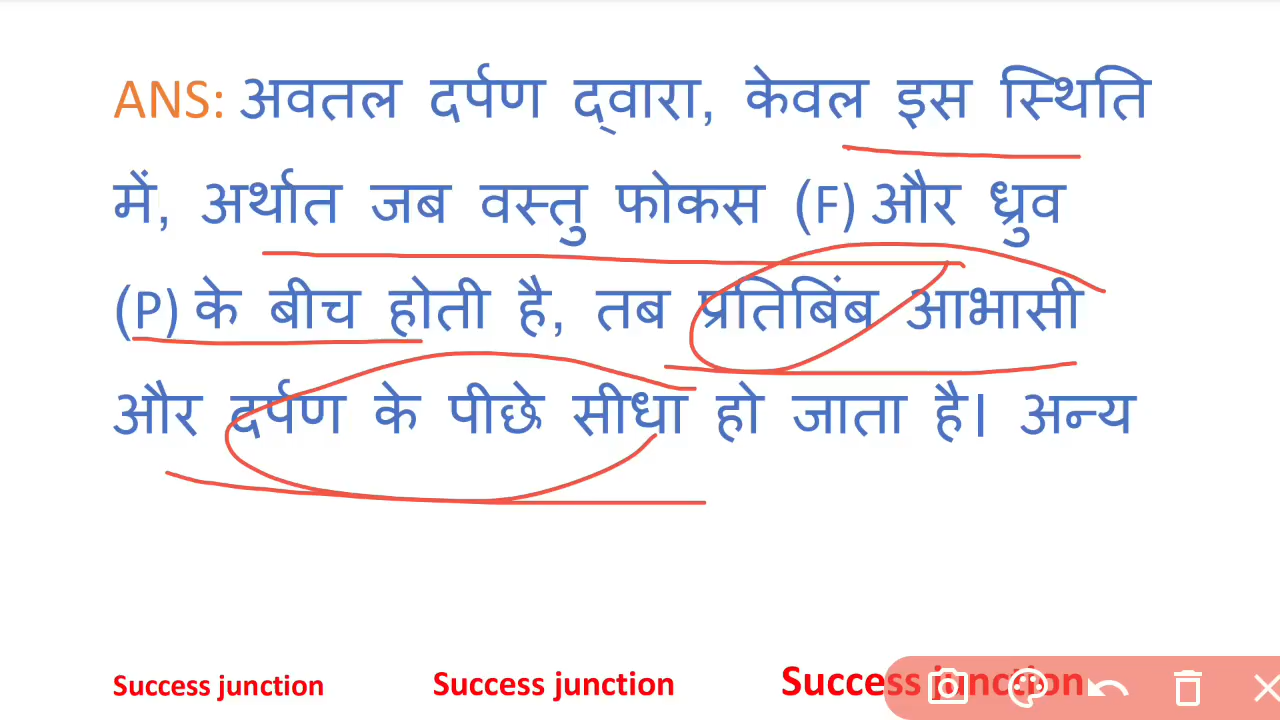 ANS: अवतल दर्पण द्वारा, केवल इस स्थिति
में, अर्थात जब वस्तु फोकस (F) और ध्रुव
(P) के बीच होती है, तब प्रतिबिंब आभासी
और दर्पण के पीछे सीधा हो जाता है। अन्य
Success junction Success junction Success junction